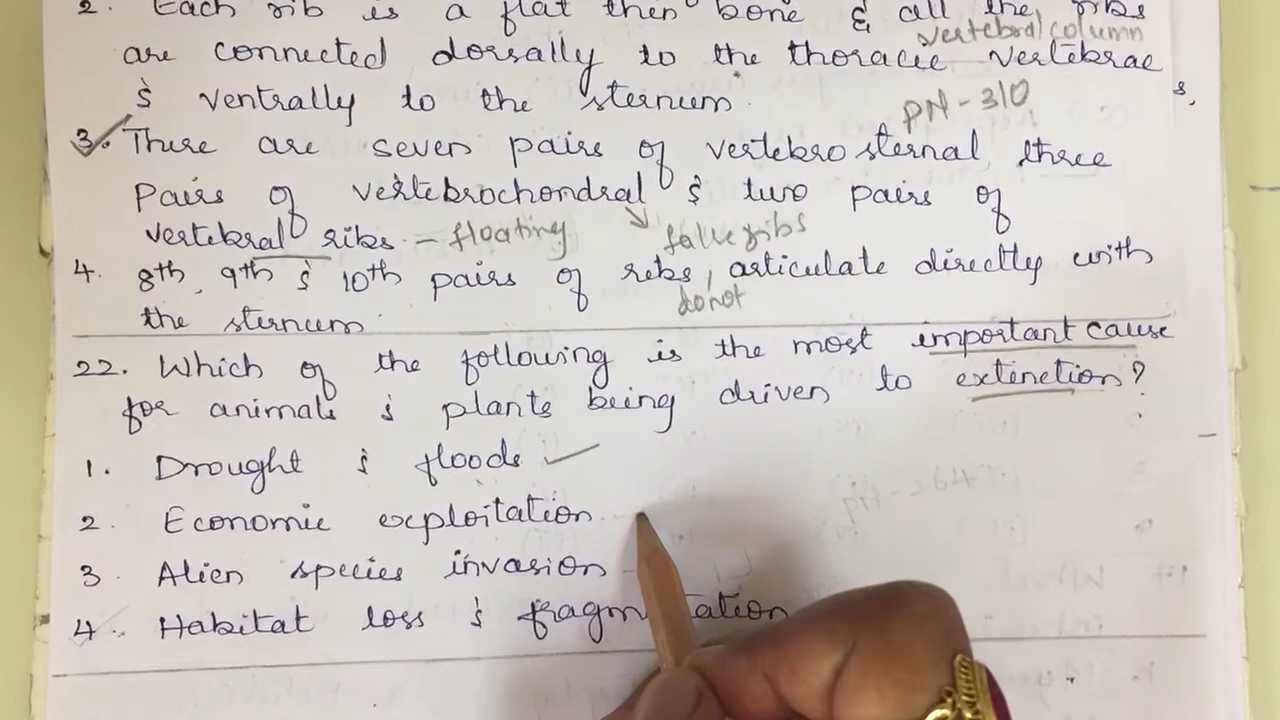 2. Each rib is a flat thin bone & all the ribs
vertebral column
are connected dorsally to the thoracic vertebrae
& ventrally to the sternum.
PN - 310
3. There are seven pairs of vertebrosternal, three
pairs of vertebrochondral & two pairs of
vertebral ribs - floating
false ribs
4. 8th, 9th & 10th pairs of ribs, articulate directly with
do not
the sternum.
22. Which of the following is the most important cause
for animals & plants being driven to extinction?
1. Drought & floods
2. Economic exploitation
3. Alien species invasion
4. Habitat loss & fragm tation